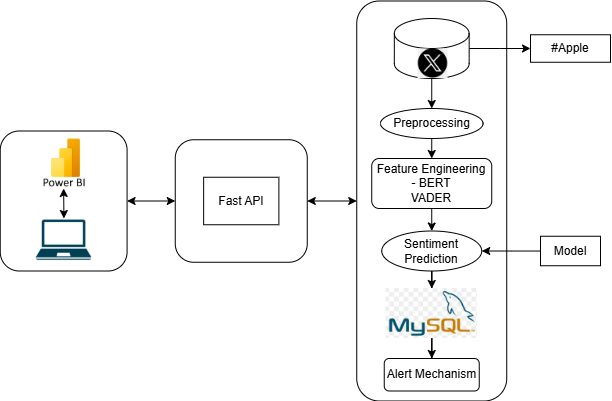 #Apple
Preprocessing
Feature Engineering
- BERT
VADER
Power BI
Fast API
Sentiment
Prediction
Model
MySQL
Alert Mechanism